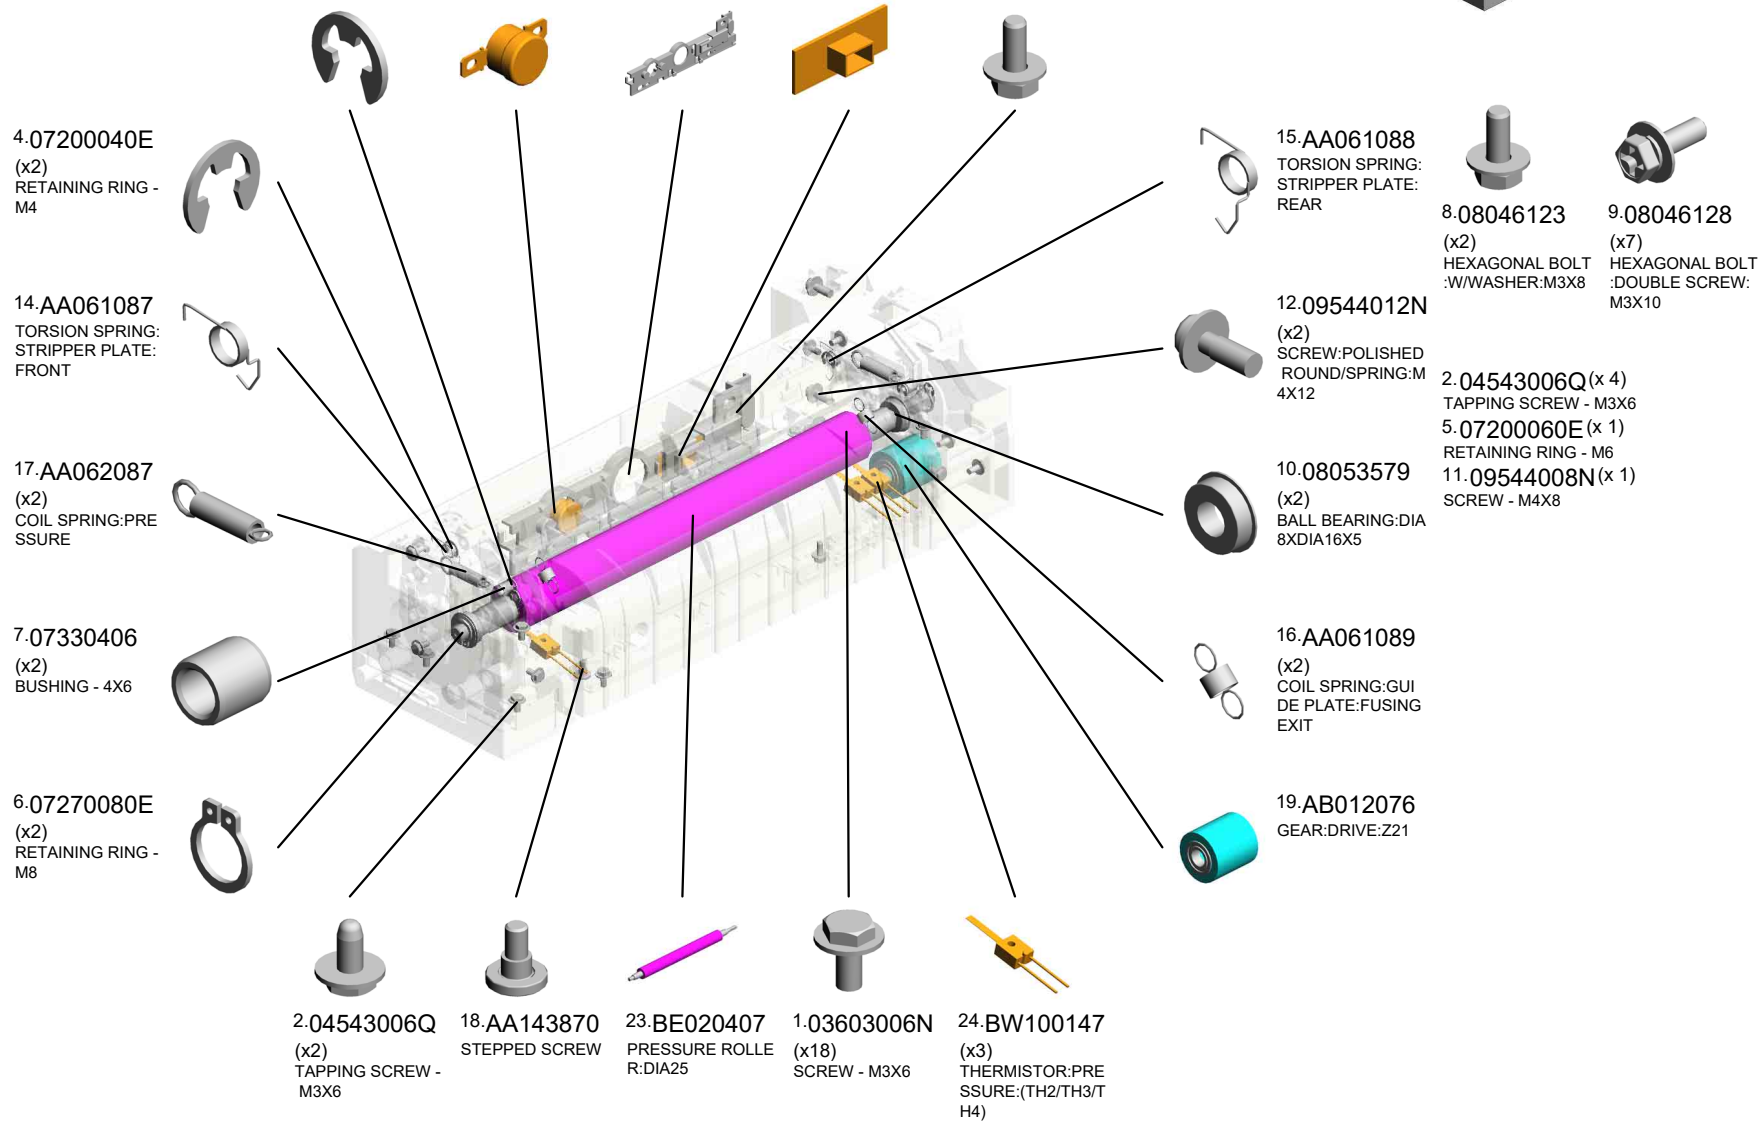 4.07200040E
(x2)
RETAINING RING -
M4
14.AA061087
TORSION SPRING:
STRIPPER PLATE:
FRONT
17.AA062087
(x2)
COIL SPRING:PRE
SSURE
7.07330406
(x2)
BUSHING - 4X6
6.07270080E
(x2)
RETAINING RING -
M8
2.04543006Q
(x2)
TAPPING SCREW -
M3X6
18.AA143870
STEPPED SCREW
23.BE020407
PRESSURE ROLLE
R:DIA25
1.03603006N
(x18)
SCREW - M3X6
24.BW100147
(x3)
THERMISTOR:PRE
SSURE:(TH2/TH3/T
H4)
15.AA061088
TORSION SPRING:
STRIPPER PLATE:
REAR
12.09544012N
(x2)
SCREW:POLISHED
ROUND/SPRING:M
4X12
10.08053579
(x2)
BALL BEARING:DIA
8XDIA16X5
16.AA061089
(x2)
COIL SPRING:GUI
DE PLATE:FUSING
EXIT
19.AB012076
GEAR:DRIVE:Z21
8.08046123
(x2)
HEXAGONAL BOLT
:W/WASHER:M3X8
9.08046128
(x7)
HEXAGONAL BOLT
:DOUBLE SCREW:
M3X10
2.04543006Q(x 4)
TAPPING SCREW - M3X6
5.07200060E(x 1)
RETAINING RING - M6
11.09544008N(x 1)
SCREW - M4X8